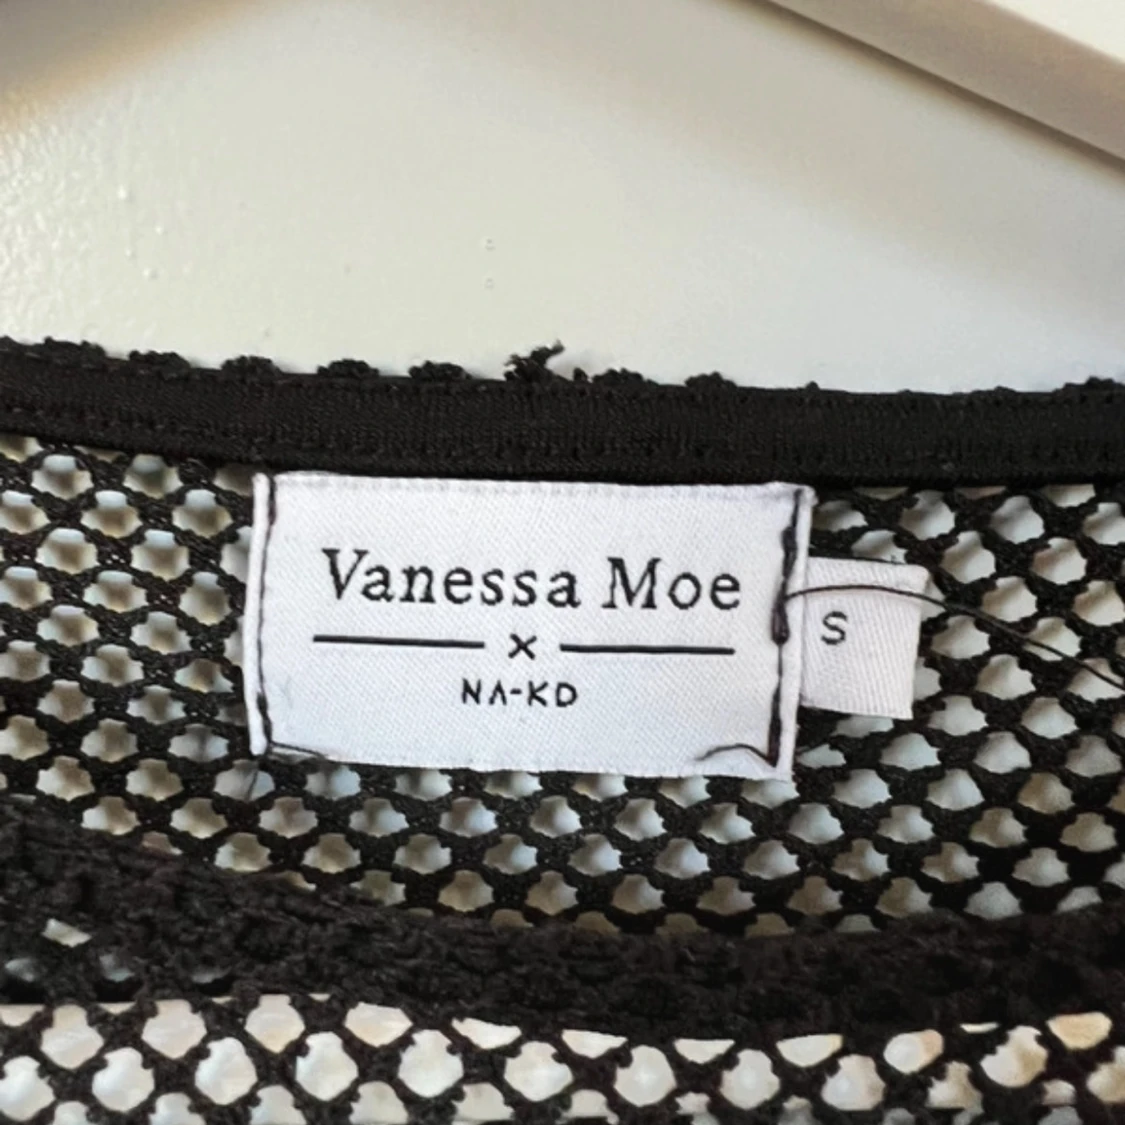 Vanessa Moe
x
NA-KD
S